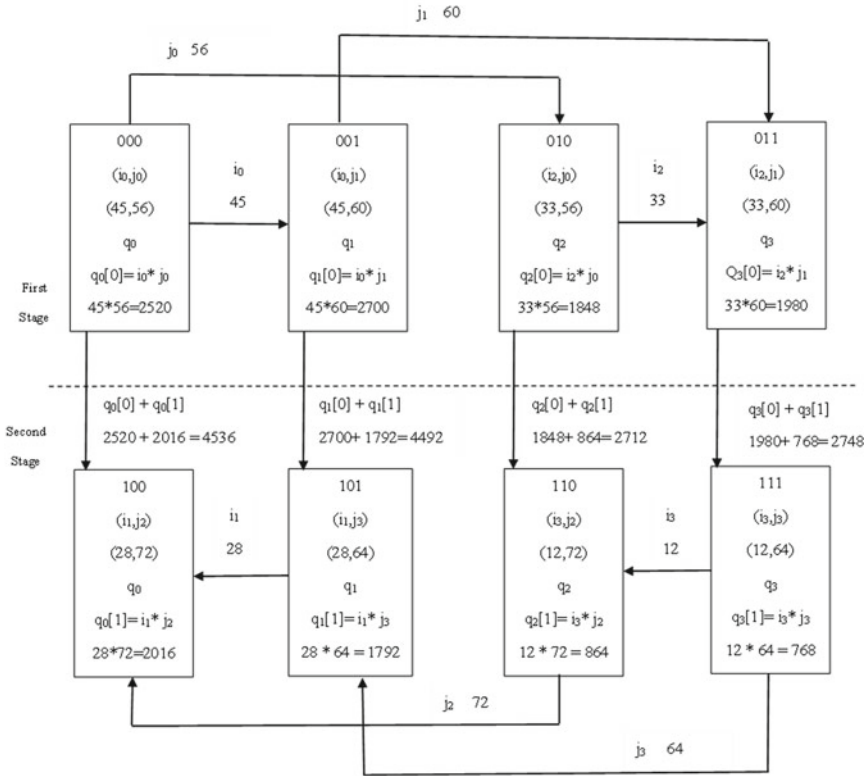 j₁ 60
j₀ 56
000
(i₀,j₀)
(45,56)
q₀
q₀[0]=i₀* j₀
45*56=2520
i₀
45
001
(i₀,j₁)
(45,60)
q₁
q₁[0]=i₀* j₁
45*60=2700
010
(i₂,j₀)
(33,56)
q₂
q₂[0]=i₂* j₀
33*56=1848
i₂
33
011
(i₂,j₁)
(33,60)
q₃
Q₃[0]=i₂* j₁
33*60=1980
First
Stage
q₀[0] + q₀[1]
2520 + 2016 = 4536
q₁[0] + q₁[1]
2700+ 1792 = 4492
q₂[0] + q₂[1]
1848+ 864 = 2712
q₃[0] + q₃[1]
1980+ 768 = 2748
Second
Stage
100
(i₁,j₂)
(28,72)
q₀
q₀[1]= i₁* j₂
28*72=2016
i₁
28
101
(i₁,j₃)
(28,64)
q₁
q₁[1]= i₁* j₃
28 * 64 = 1792
110
(i₃,j₂)
(12,72)
q₂
q₂[1]= i₃* j₂
12 * 72 = 864
i₃
12
111
(i₃,j₃)
(12,64)
q₃
q₃[1]= i₃* j₃
12 * 64 = 768
j₂ 72
j₃ 64